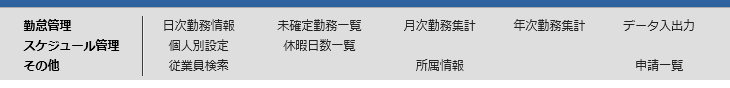 勤怠管理 日次勤務情報 未確定勤務一覧 月次勤務集計 年次勤務集計 データ入出力
スケジュール管理 個人別設定 休暇日数一覧
その他 従業員検索 所属情報 申請一覧